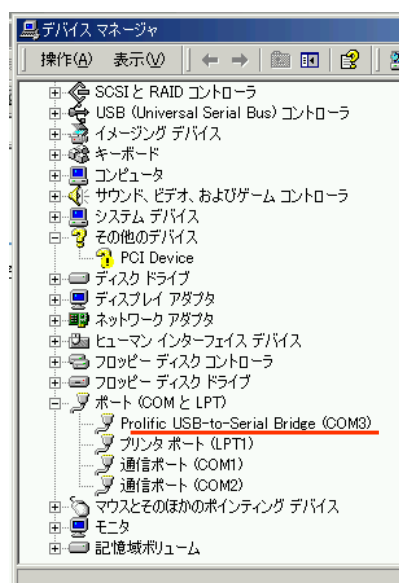 デバイス マネージャ
操作(A) 表示(V)
SCSI と RAID コントローラ
USB (Universal Serial Bus) コントローラ
イメージング デバイス
キーボード
コンピュータ
サウンド、ビデオ、およびゲーム コントローラ
システム デバイス
その他のデバイス
PCI Device
ディスク ドライブ
ディスプレイ アダプタ
ネットワーク アダプタ
ヒューマン インターフェイス デバイス
フロッピー ディスク コントローラ
フロッピー ディスク ドライブ
ポート (COM と LPT)
Prolific USB-to-Serial Bridge (COM3)
プリンタ ポート (LPT1)
通信ポート (COM1)
通信ポート (COM2)
マウスとそのほかのポインティング デバイス
モニタ
記憶域ボリューム